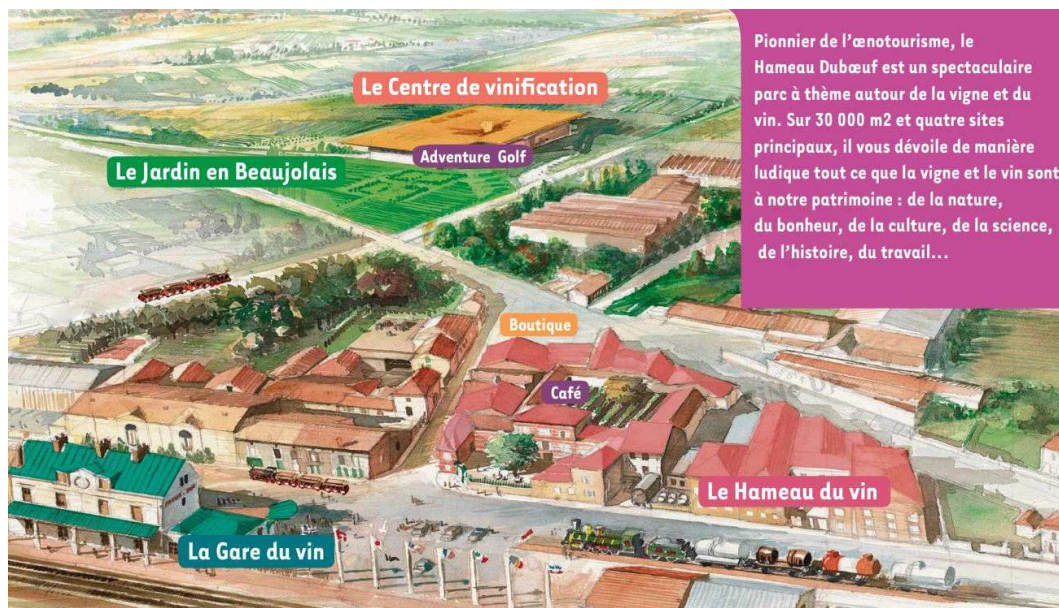 Pionnier de l'œnotourisme, le
Hameau Dubœuf est un spectaculaire
parc à thème autour de la vigne et du
vin. Sur 30 000 m2 et quatre sites
principaux, il vous dévoile de manière
ludique tout ce que la vigne et le vin sont
à notre patrimoine : de la nature,
du bonheur, de la culture, de la science,
de l'histoire, du travail...
Le Centre de vinification
Adventure Golf
Le Jardin en Beaujolais
Boutique
Café
Le Hameau du vin
La Gare du vin